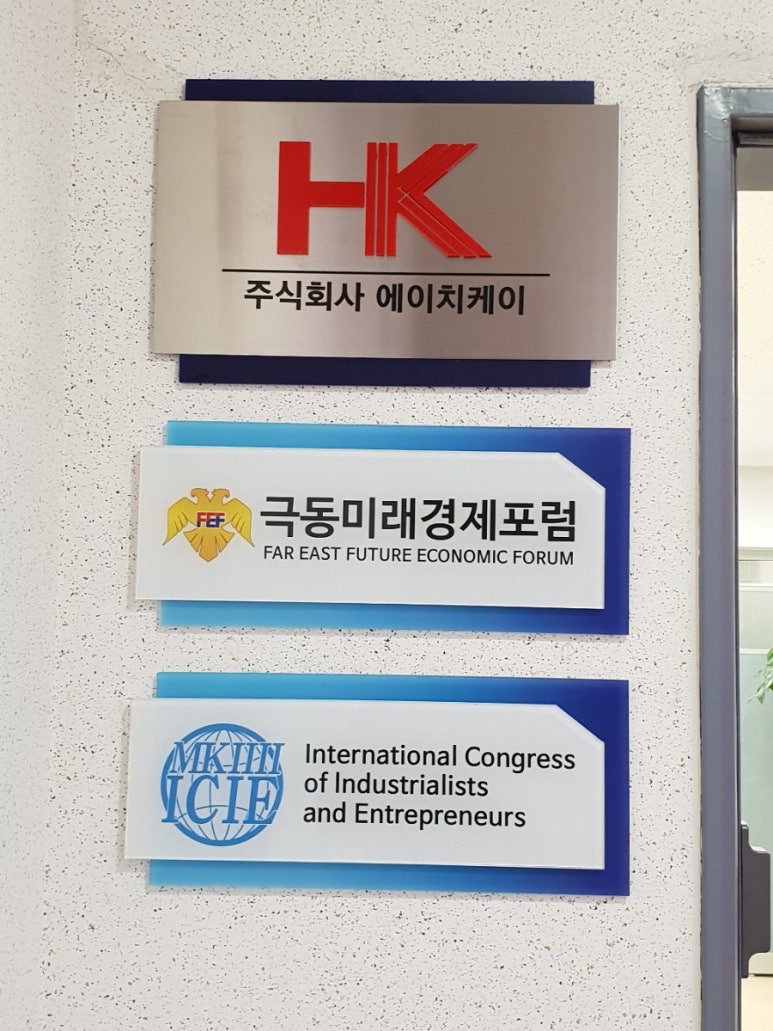 HK
주식회사 에이치케이
FEF
극동미래경제포럼
FAR EAST FUTURE ECONOMIC FORUM
МКПП
ICIE
International Congress
of Industrialists
and Entrepreneurs